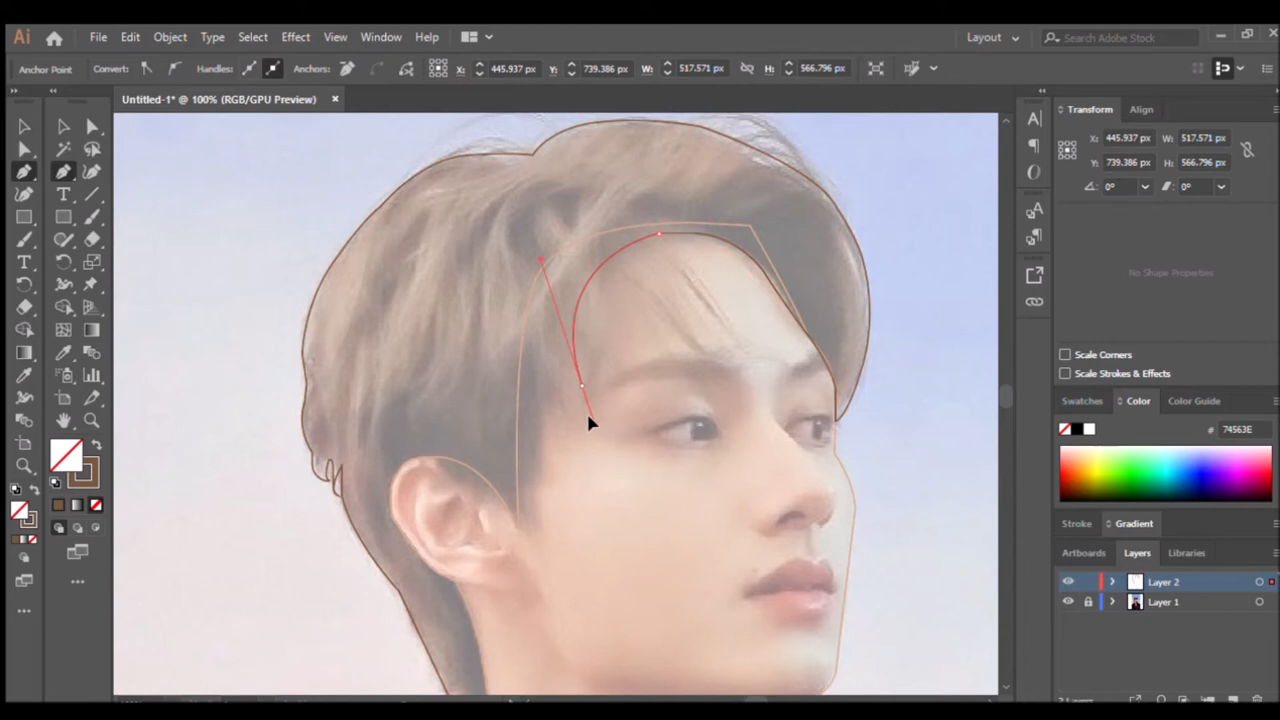 Ai File Edit Object Type Select Effect View Window Help Layout Search Adobe Stock
Anchor Point Convert: Handles: Anchors: X: 445.937 px Y: 739.386 px W: 517.571 px H: 566.796 px
Untitled-1* @ 100% (RGB/GPU Preview) ×
Transform Align
X: 445.937 px W: 517.571 px
Y: 739.386 px H: 566.796 px
0° 0°
No Shape Properties
Scale Corners
Scale Strokes & Effects
Swatches Color Color Guide
# 74563E
Stroke Gradient
Artboards Layers Libraries
Layer 2
Layer 1